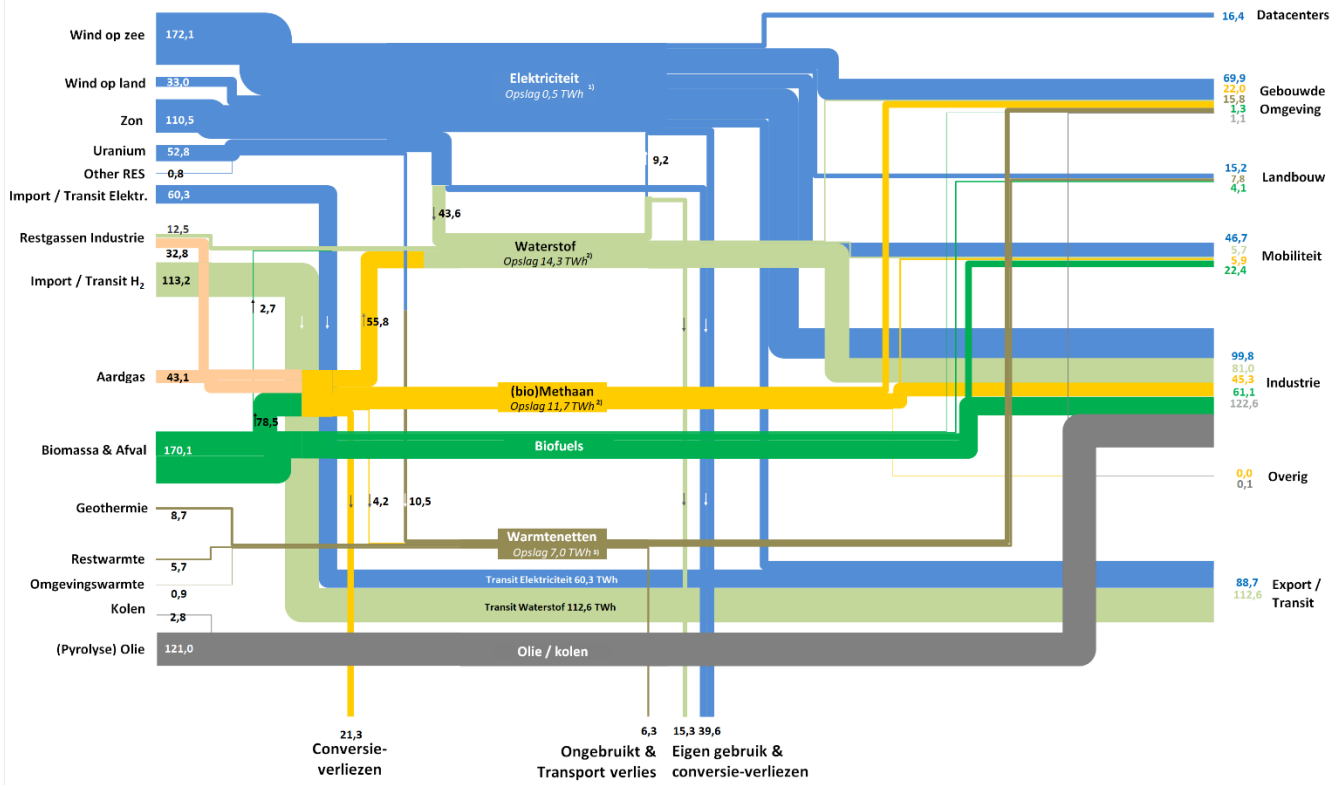 Wind op zee
172,1
Wind op land
33,0
Zon
110,5
Uranium
52,8
Other RES
0,8
Import / Transit Elektr.
60,3
Restgassen Industrie
12,5
32,8
Import / Transit H2
113,2
Aardgas
43,1
Biomassa & Afval
170,1
Geothermie
8,7
Restwarmte
5,7
Omgevingswarmte
0,9
Kolen
2,8
(Pyrolyse) Olie
121,0
Elektriciteit
Opslag 0,5 TWh 1)
9,2
43,6
Waterstof
Opslag 14,3 TWh 2)
2,7
55,8
(bio)Methaan
Opslag 11,7 TWh 2)
78,5
Biofuels
4,2
10,5
Warmtenetten
Opslag 7,0 TWh 3)
Transit Elektriciteit 60,3 TWh
Transit Waterstof 112,6 TWh
Olie / kolen
21,3
Conversie-
verliezen
6,3
Ongebruikt &
Transport verlies
15,3
39,6
Eigen gebruik &
conversie-verliezen
16,4
Datacenters
69,9
22,0
15,8
1,3
1,1
Gebouwde
Omgeving
15,2
7,8
4,1
Landbouw
46,7
5,7
5,9
22,4
Mobiliteit
99,8
81,0
45,3
61,1
122,6
Industrie
0,0
0,1
Overig
88,7
112,6
Export /
Transit